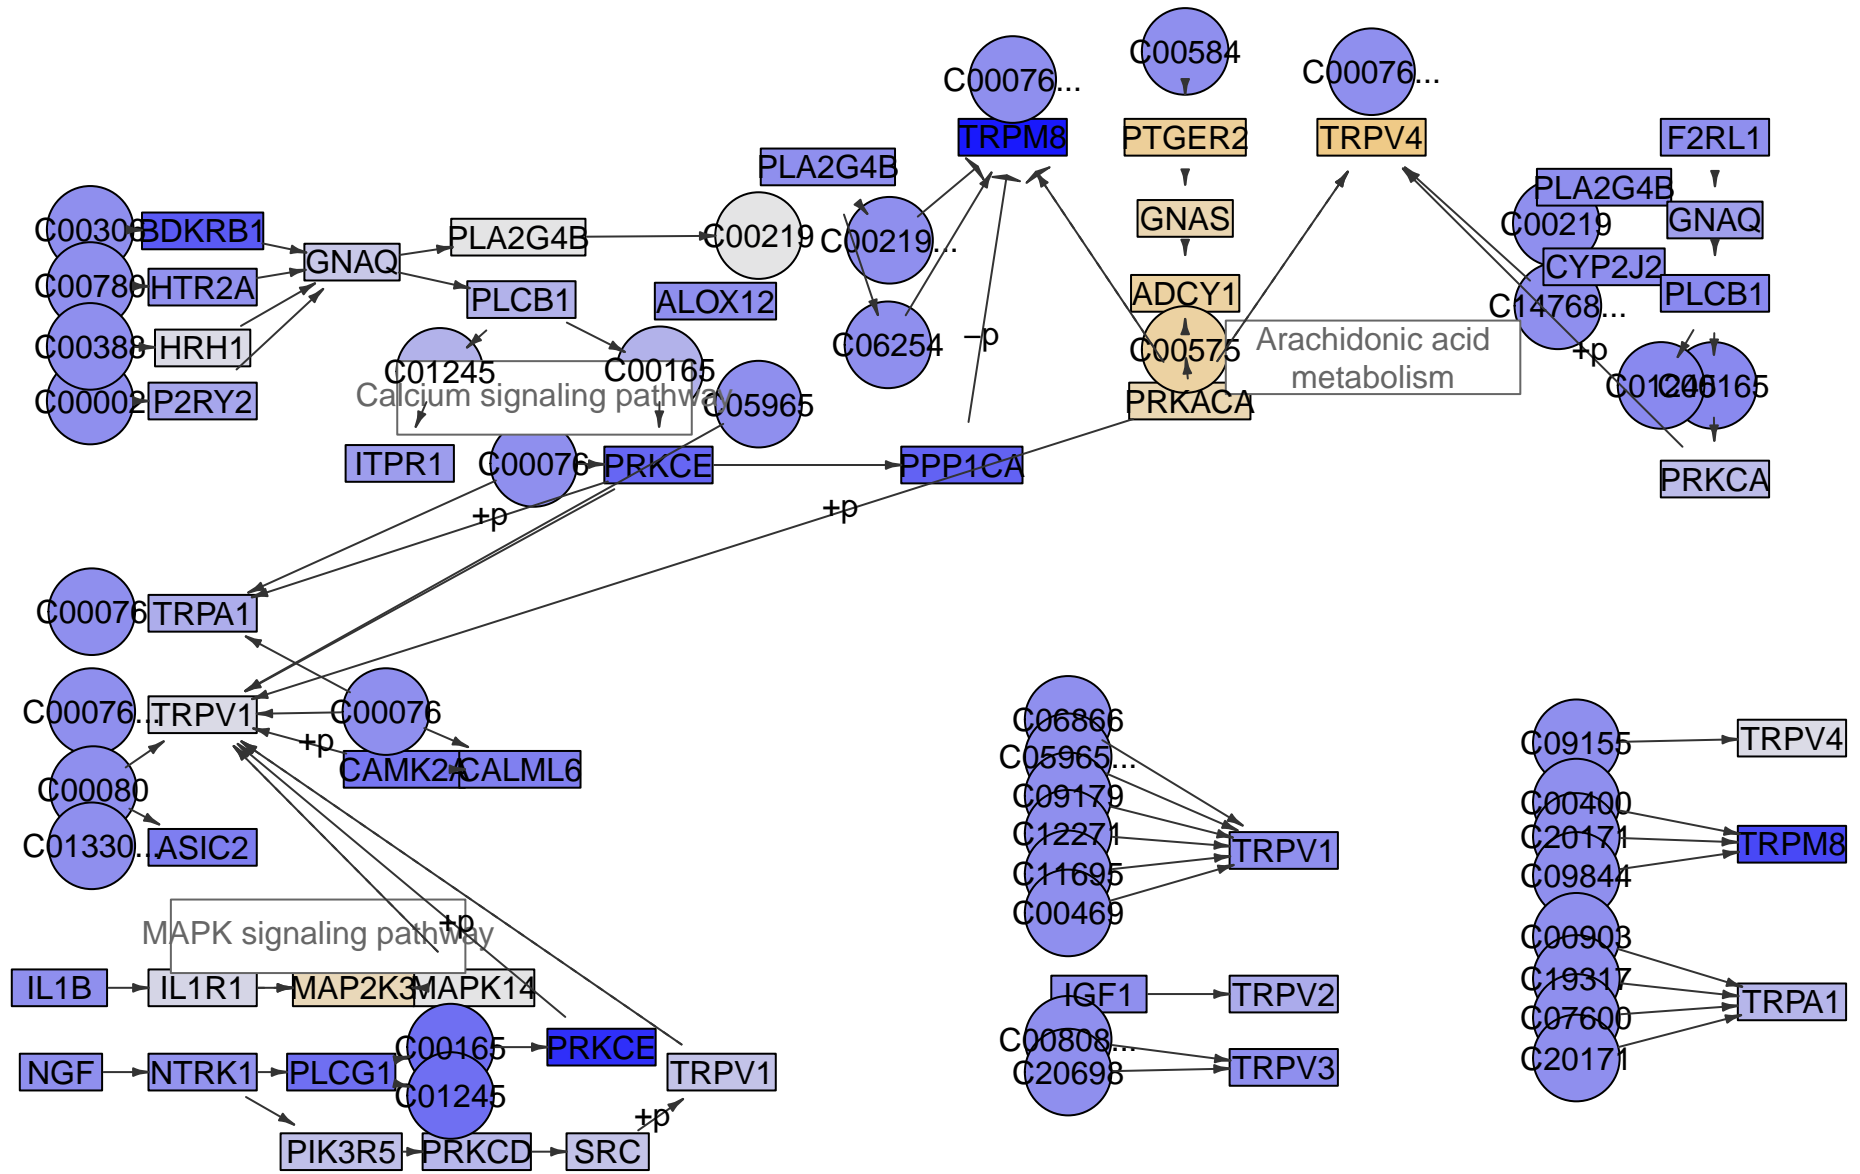 C00584
C00076...
C00076...
TRPM8
PTGER2
TRPV4
F2RL1
PLA2G4B
PLA2G4B
C00219
GNAS
GNAQ
BDKRB1
PLA2G4B
C00219
C00219...
GNAQ
CYP2J2
C00780
HTR2A
PLCB1
ALOX12
ADCY1
PLCB1
C14768...
C00388
HRH1
C06254
–p
C00575
Arachidonic acid
metabolism
+p
C01245
C00165
Calcium signaling pathway
C00002
P2RY2
C05965
PRKACA
C00165
ITPR1
C00076
PRKCE
PPP1CA
PRKCA
+p
+p
C00076
TRPA1
C00076...
TRPV1
C00076
+p
CAMK2A
CALML6
C00080
C01330...
ASIC2
C06866
C05965...
C09179
C12271
C11695
C00469
TRPV1
C09155
TRPV4
C00400
C20171
C09844
TRPM8
MAPK signaling pathway
+p
C00903
C19317
C07600
C20171
TRPA1
IL1B
IL1R1
MAP2K3
MAPK14
IGF1
TRPV2
C00808...
C20698
TRPV3
NGF
NTRK1
PLCG1
C00165
C01245
PRKCE
TRPV1
+p
PIK3R5
PRKCD
SRC